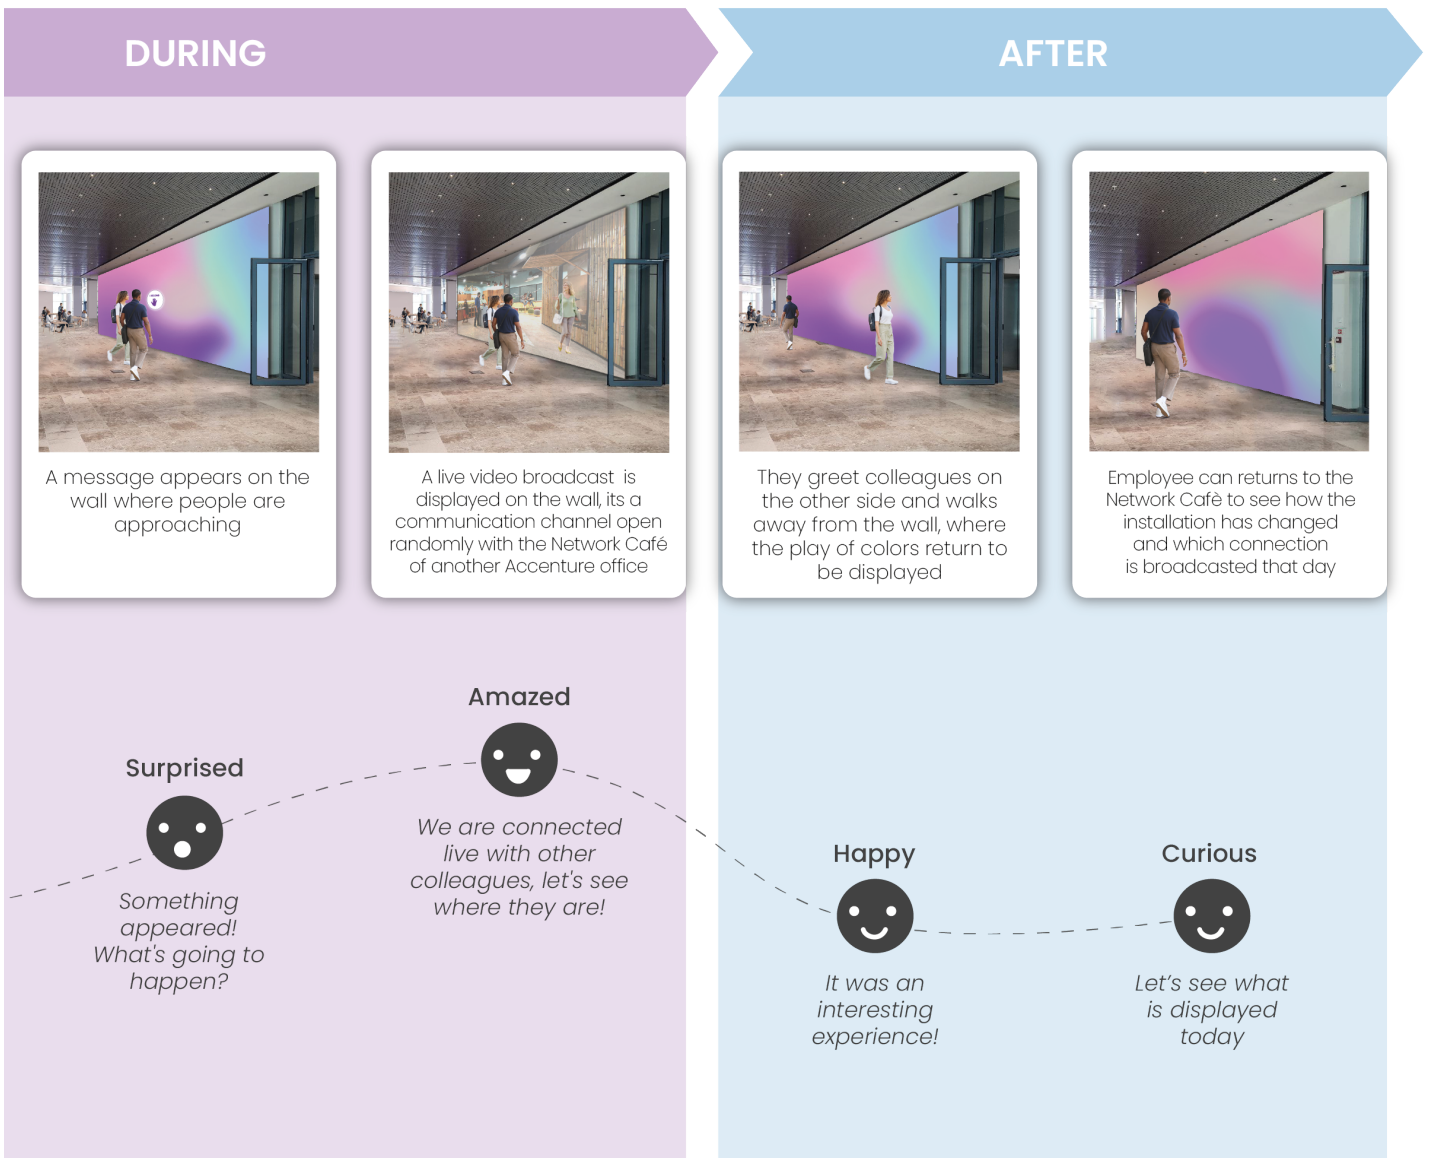 DURING
AFTER
A message appears on the
wall where people are
approaching
A live video broadcast is
displayed on the wall, its a
communication channel open
randomly with the Network Café
of another Accenture office
They greet colleagues on
the other side and walks
away from the wall, where
the play of colors return to
be displayed
Employee can returns to the
Network Cafè to see how the
installation has changed
and which connection
is broadcasted that day
Surprised
Something
appeared!
What's going to
happen?
Amazed
We are connected
live with other
colleagues, let's see
where they are!
Happy
It was an
interesting
experience!
Curious
Let’s see what
is displayed
today